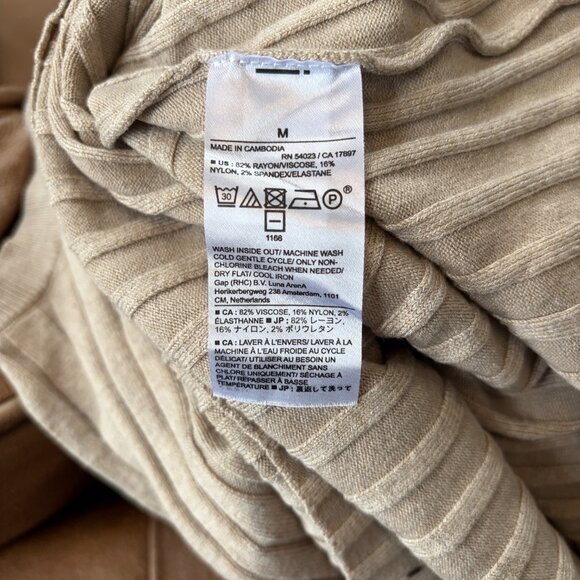 M
MADE IN CAMBODIA
RN 54023 / CA 17897
■ US : 82% RAYON/VISCOSE, 16%
NYLON, 2% SPANDEX/ELASTANE
30 P ®
1166
WASH INSIDE OUT/ MACHINE WASH
COLD GENTLE CYCLE/ ONLY NON-
CHLORINE BLEACH WHEN NEEDED/
DRY FLAT/ COOL IRON
Gap (RHC) B.V. Luna ArenA
Herikerbergweg 238 Amsterdam, 1101
CM, Netherlands
■ CA : 82% VISCOSE, 16% NYLON, 2%
ÉLASTHANNE ■ JP : 82% レーヨン,
16% ナイロン, 2% ポリウレタン
■ CA : LAVER À L'ENVERS/ LAVER À LA
MACHINE À L'EAU FROIDE AU CYCLE
DÉLICAT/ UTILISER AU BESOIN UN
AGENT DE BLANCHIMENT SANS
CHLORE UNIQUEMENT/ SÉCHAGE À
PLAT/ REPASSER À BASSE
TEMPÉRATURE ■ JP : 裏返して洗って